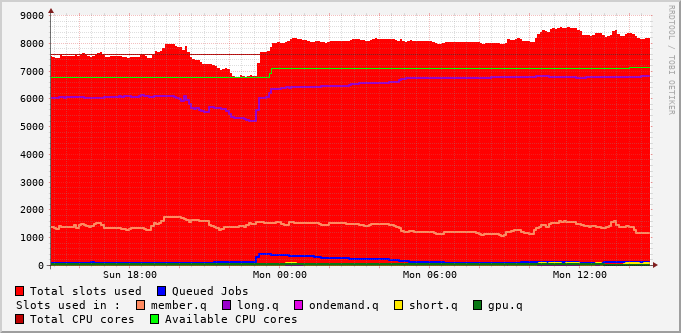 9000
8000
7000
6000
5000
4000
3000
2000
1000
0
Sun 18:00 Mon 00:00 Mon 06:00 Mon 12:00
RRDTOOL / TOBI OETIKER
Total slots used Queued Jobs
Slots used in : member.q long.q ondemand.q short.q gpu.q
Total CPU cores Available CPU cores